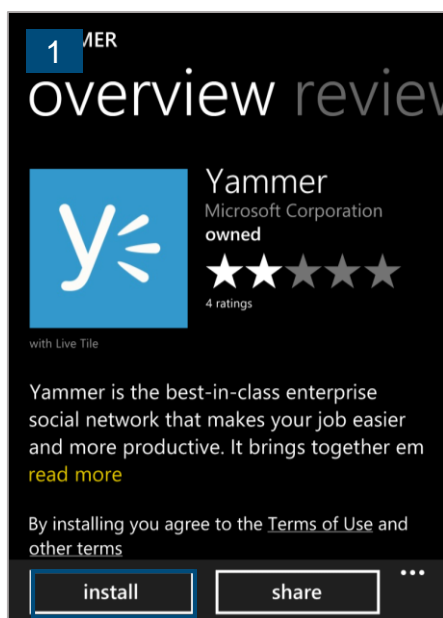 1 MER
overview review
Yammer
Microsoft Corporation
owned
4 ratings
with Live Tile
Yammer is the best-in-class enterprise
social network that makes your job easier
and more productive. It brings together em
read more
By installing you agree to the Terms of Use and
other terms
install share